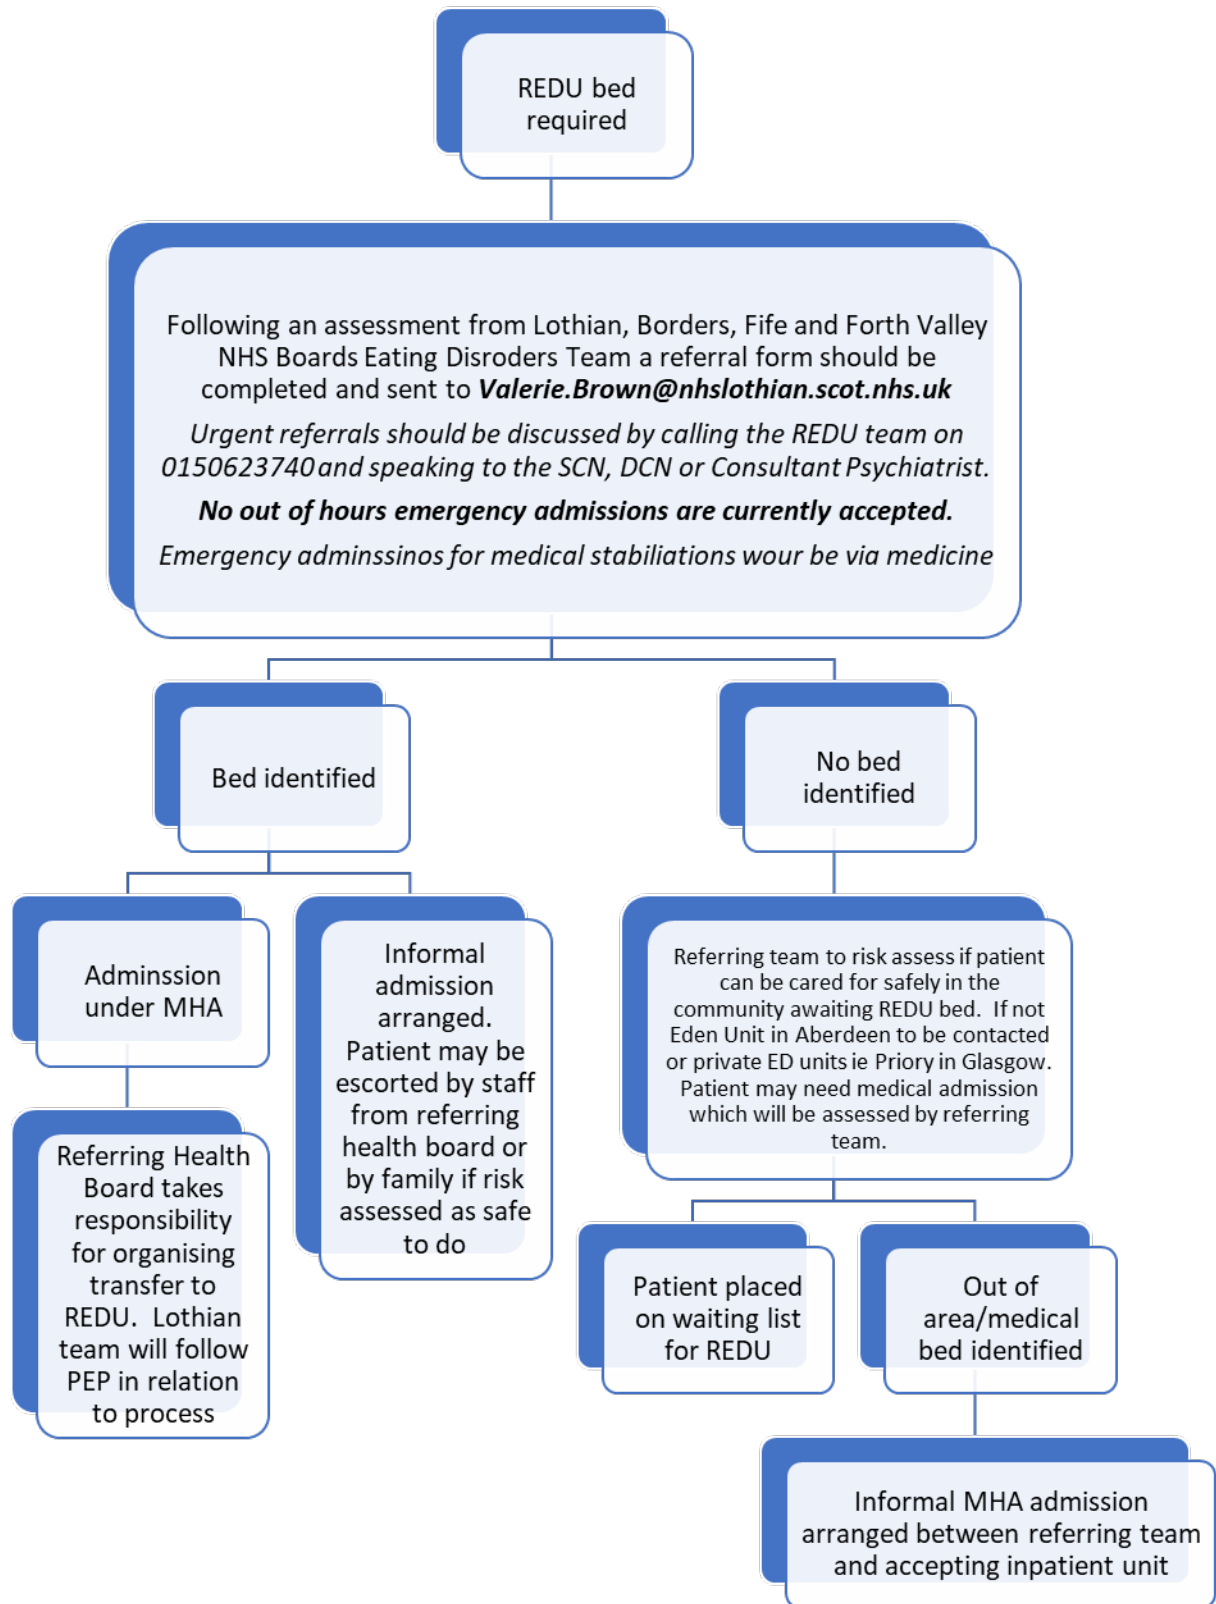 REDU bed
required
Following an assessment from Lothian, Borders, Fife and Forth Valley
NHS Boards Eating Disroders Team a referral form should be
completed and sent to Valerie.Brown@nhslothian.scot.nhs.uk
Urgent referrals should be discussed by calling the REDU team on
0150623740 and speaking to the SCN, DCN or Consultant Psychiatrist.
No out of hours emergency admissions are currently accepted.
Emergency adminssinos for medical stabiliations wour be via medicine
Bed identified
No bed
identified
Adminssion
under MHA
Informal
admission
arranged.
Patient may be
escorted by staff
from referring
health board or
by family if risk
assessed as safe
to do
Referring team to risk assess if patient
can be cared for safely in the
community awaiting REDU bed.  If not
Eden Unit in Aberdeen to be contacted
or private ED units ie Priory in Glasgow.
Patient may need medical admission
which will be assessed by referring
team.
Referring Health
Board takes
responsibility
for organising
transfer to
REDU.  Lothian
team will follow
PEP in relation
to process
Patient placed
on waiting list
for REDU
Out of
area/medical
bed identified
Informal MHA admission
arranged between referring team
and accepting inpatient unit